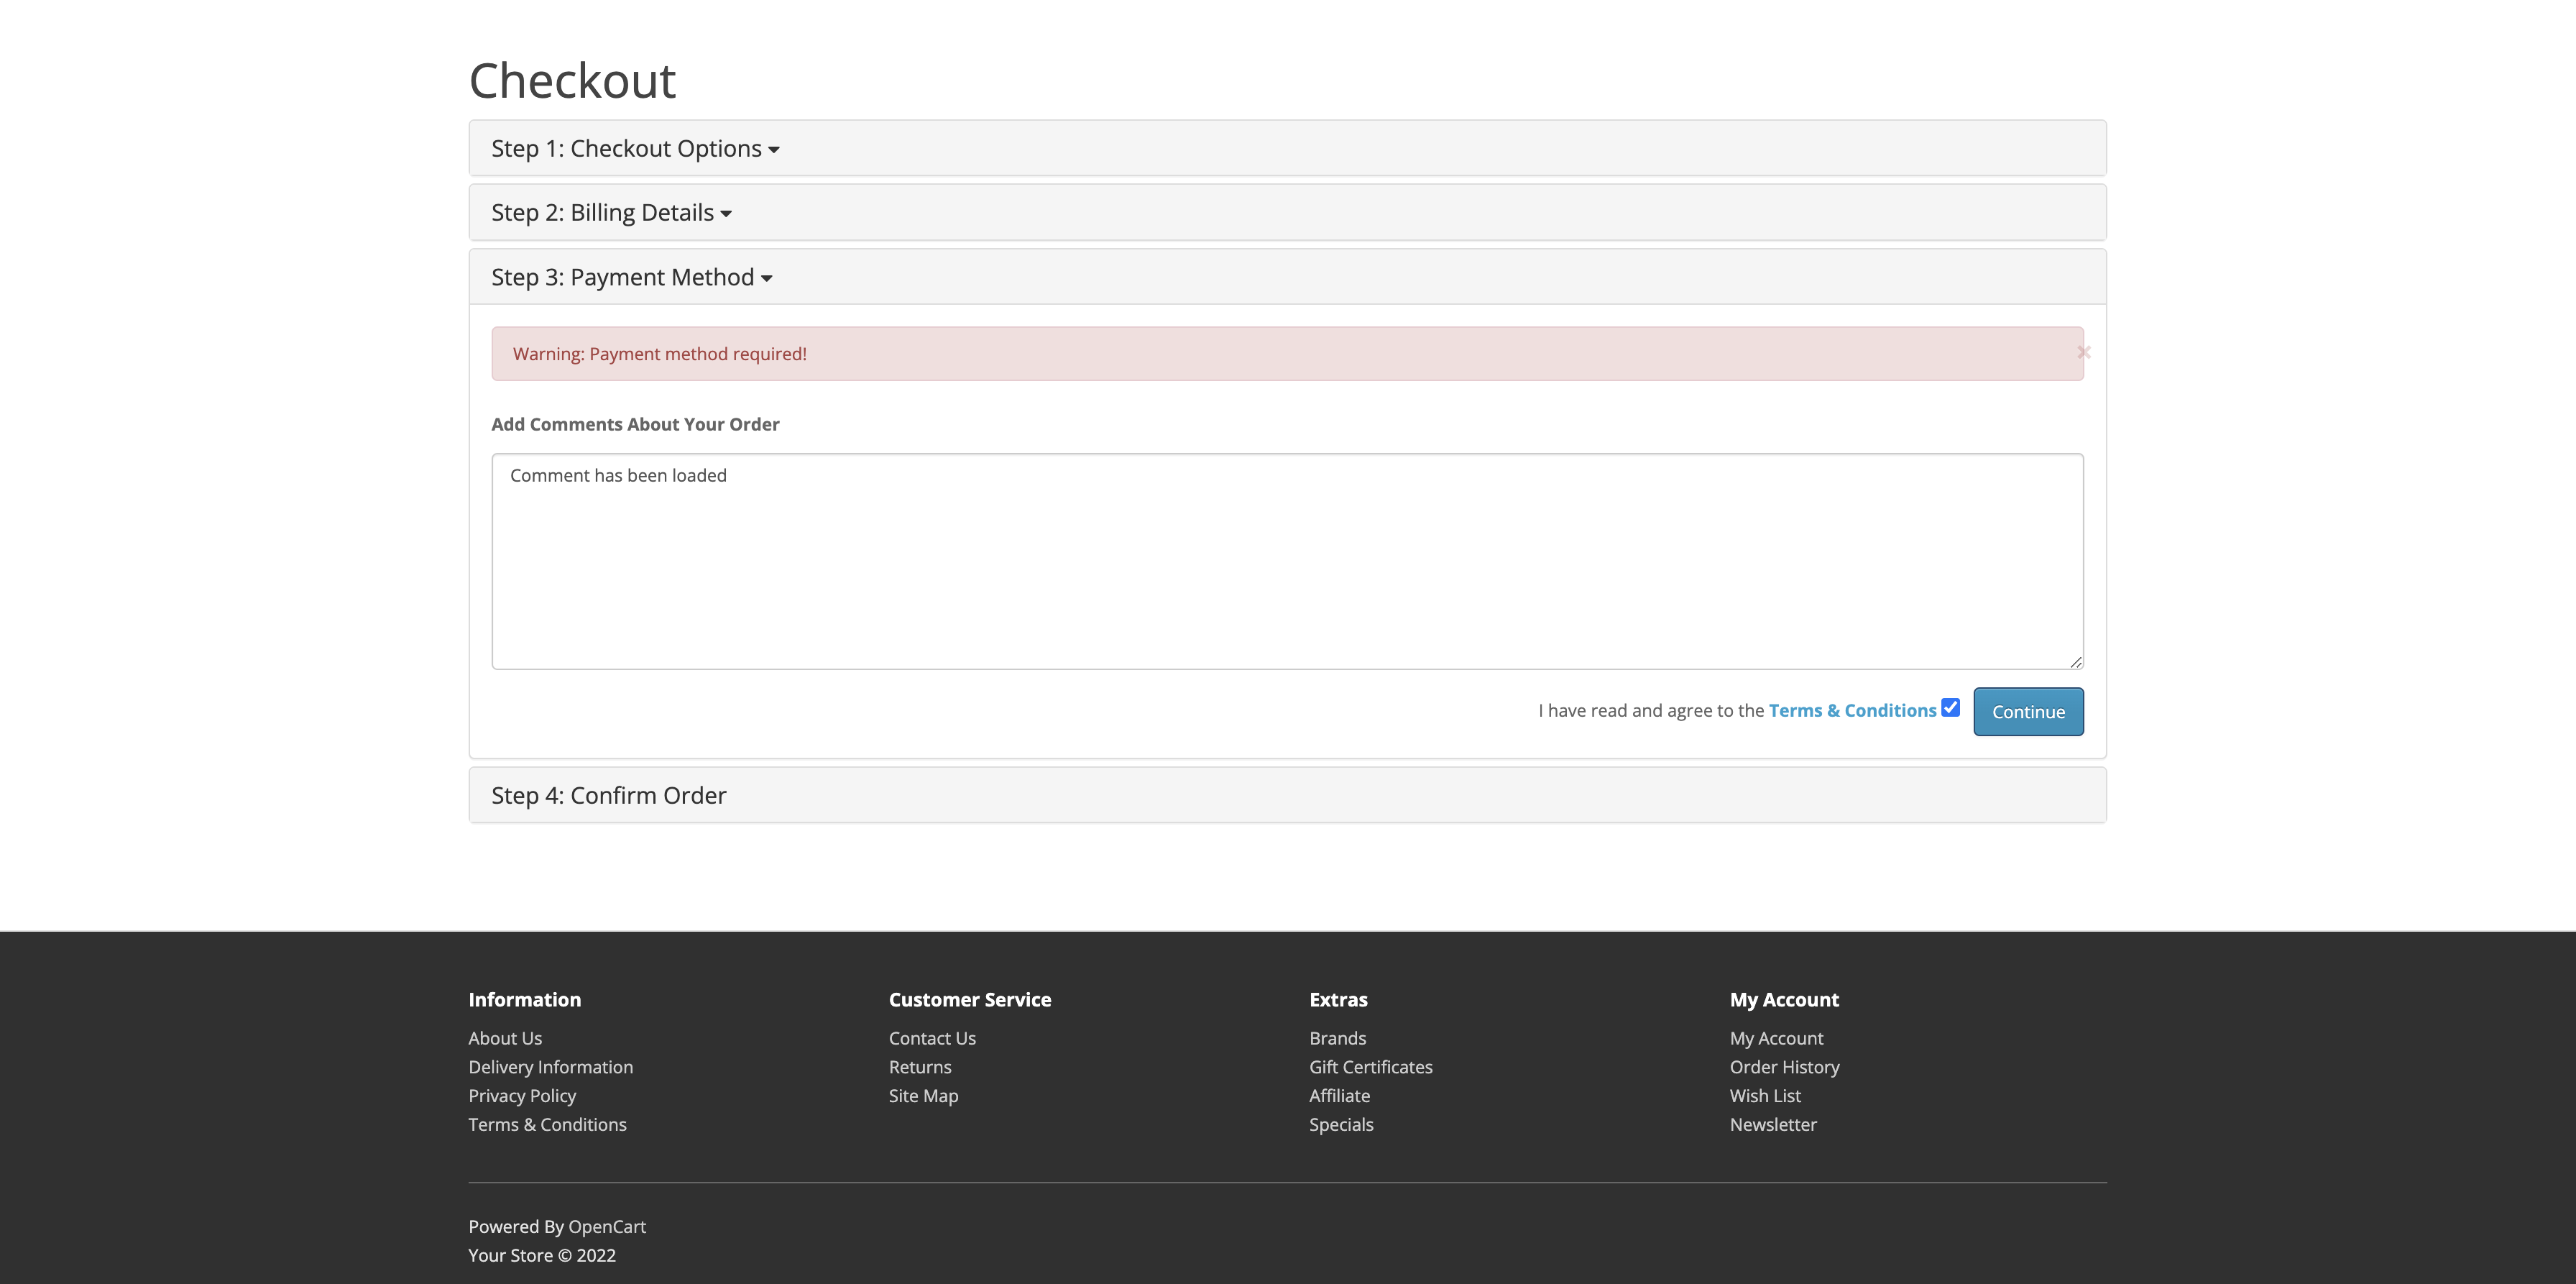 Checkout
Step 1: Checkout Options
Step 2: Billing Details
Step 3: Payment Method
Warning: Payment method required!
Add Comments About Your Order
Comment has been loaded
I have read and agree to the Terms & Conditions
Continue
Step 4: Confirm Order
Information
About Us
Delivery Information
Privacy Policy
Terms & Conditions
Customer Service
Contact Us
Returns
Site Map
Extras
Brands
Gift Certificates
Affiliate
Specials
My Account
My Account
Order History
Wish List
Newsletter
Powered By OpenCart
Your Store © 2022